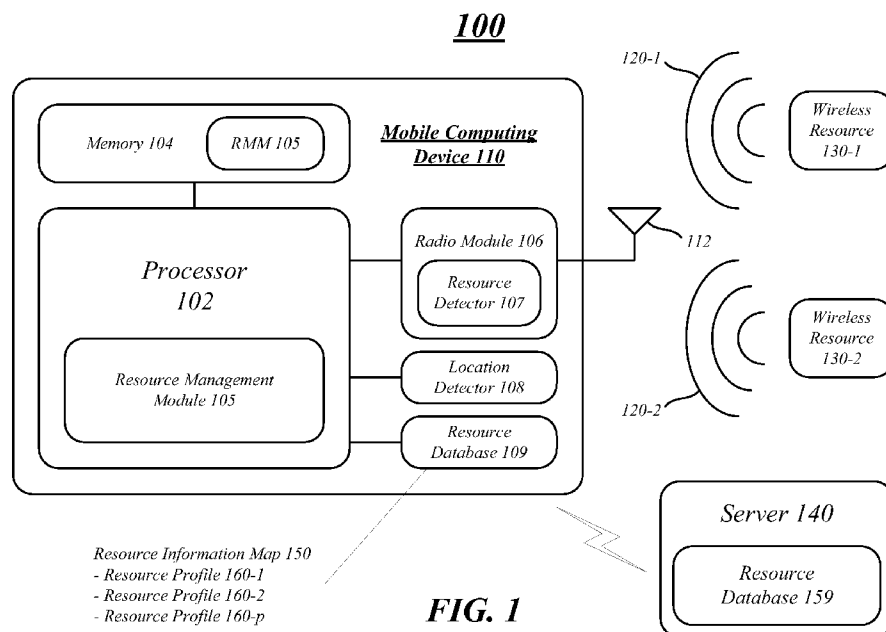 100
Memory 104
RMM 105
Mobile Computing
Device 110
Processor
102
Resource Management
Module 105
Radio Module 106
Resource
Detector 107
Location
Detector 108
Resource
Database 109
112
120-1
Wireless
Resource
130-1
120-2
Wireless
Resource
130-2
Server 140
Resource
Database 159
Resource Information Map 150
- Resource Profile 160-1
- Resource Profile 160-2
- Resource Profile 160-p
FIG. 1